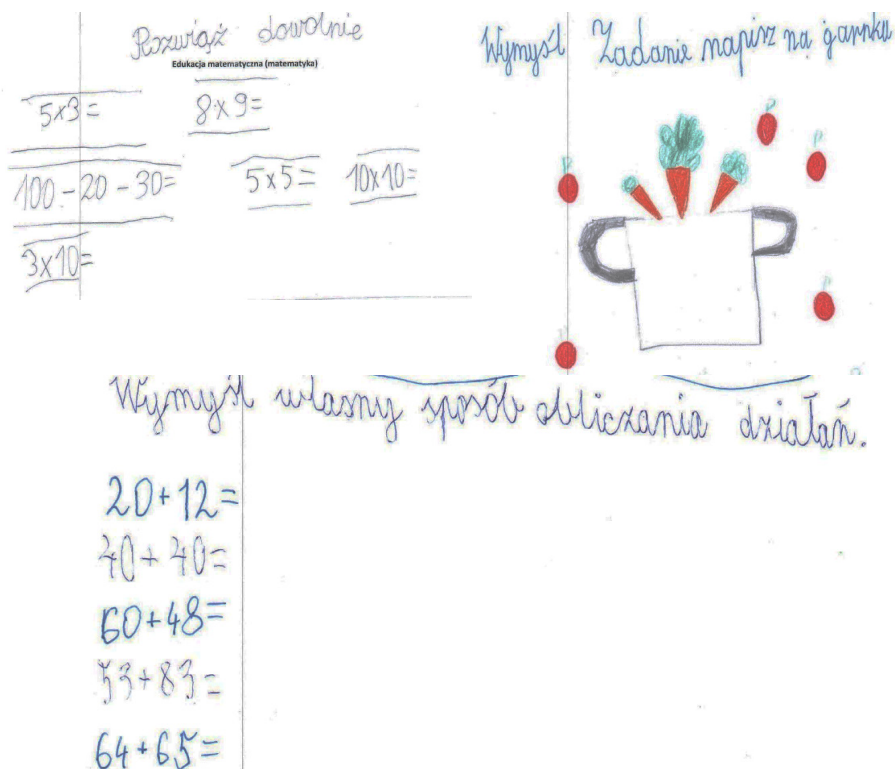 Rozwiąż dowolnie
Edukacja matematyczna (matematyka)
5x3=
8x9=
100-20-30=
5x5=
10x10=
3x10=
Wymyśl Zadanie napisz na garnku
Wymyśl własny sposób obliczania działań.
20+12=
40+40=
60+48=
53+83=
64+65=